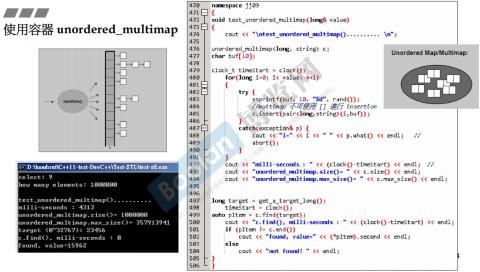 使用容器 unordered_multimap
hashfunc()
D:\handout\C++11-test-DevC++\Test-STL\test-stl.exe
select: 9
how many elements: 1000000
test_unordered_multimap()..........
milli-seconds : 4313
unordered_multimap.size()= 1000000
unordered_multimap.max_size()= 357913941
target (0~32767): 23456
c.find(), milli-seconds : 0
found, value=15962
470 namespace jj09
471 {
472 void test_unordered_multimap(long& value)
473 {
474 cout << "\ntest_unordered_multimap().......... \n";
475
476 unordered_multimap<long, string> c;
477 char buf[10];
478
479 clock_t timeStart = clock();
480 for(long i=0; i< value; ++i)
481 {
482 try {
483 snprintf(buf, 10, "%d", rand());
484 //multimap 不可使用 [] 進行 insertion
485 c.insert(pair<long,string>(i,buf));
486 }
487 catch(exception& p) {
488 cout << "i=" << i << " " << p.what() << endl;
489 abort();
490 }
491 }
492 cout << "milli-seconds : " << (clock()-timeStart) << endl; //
493 cout << "unordered_multimap.size()= " << c.size() << endl;
494 cout << "unordered_multimap.max_size()= " << c.max_size() << endl;
497 long target = get_a_target_long();
498 timeStart = clock();
499 auto pItem = c.find(target);
500 cout << "c.find(), milli-seconds : " << (clock()-timeStart) << endl;
501 if (pItem != c.end())
502 cout << "found, value=" << (*pItem).second << endl;
503 else
504 cout << "not found! " << endl;
505 }
506 }
Unordered Map/Multimap: